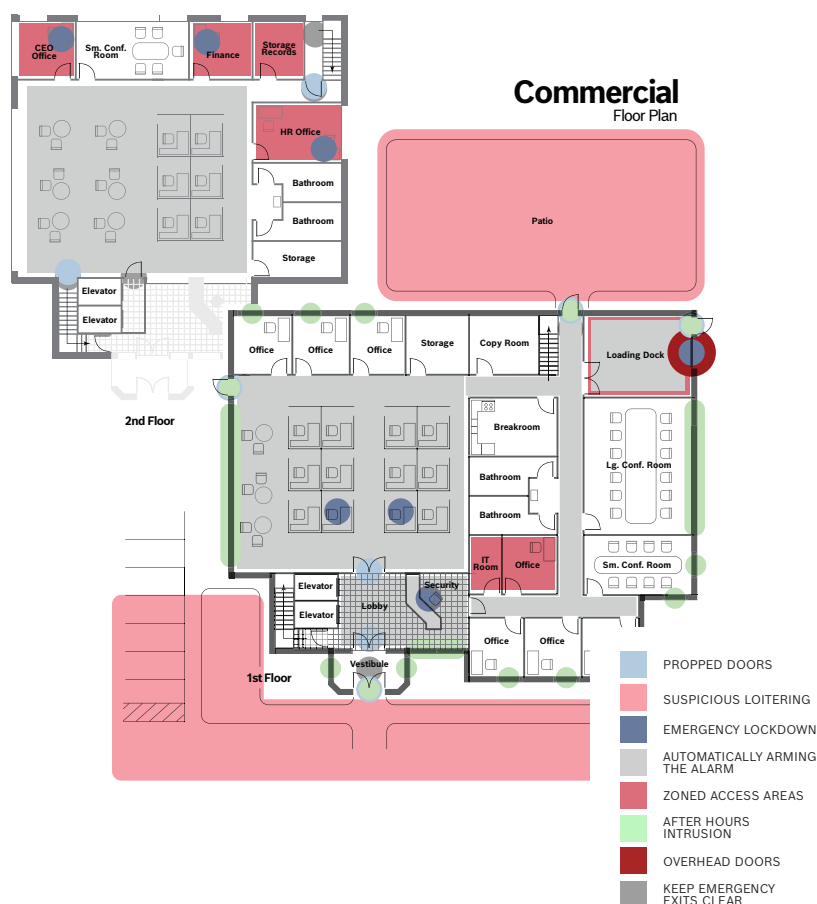 CEO
Office
Sm. Conf.
Room
Finance
Storage
Records
HR Office
Bathroom
Bathroom
Storage
Elevator
Elevator
2nd Floor
Commercial
Floor Plan
Patio
Office
Office
Office
Storage
Copy Room
Loading Dock
Breakroom
Lg. Conf. Room
Bathroom
Bathroom
IT
Room
Office
Sm. Conf. Room
Elevator
Elevator
Lobby
Security
Office
Office
Vestibule
1st Floor
PROPPED DOORS
SUSPICIOUS LOITERING
EMERGENCY LOCKDOWN
AUTOMATICALLY ARMING
THE ALARM
ZONED ACCESS AREAS
AFTER HOURS
INTRUSION
OVERHEAD DOORS
KEEP EMERGENCY
EXITS CLEAR